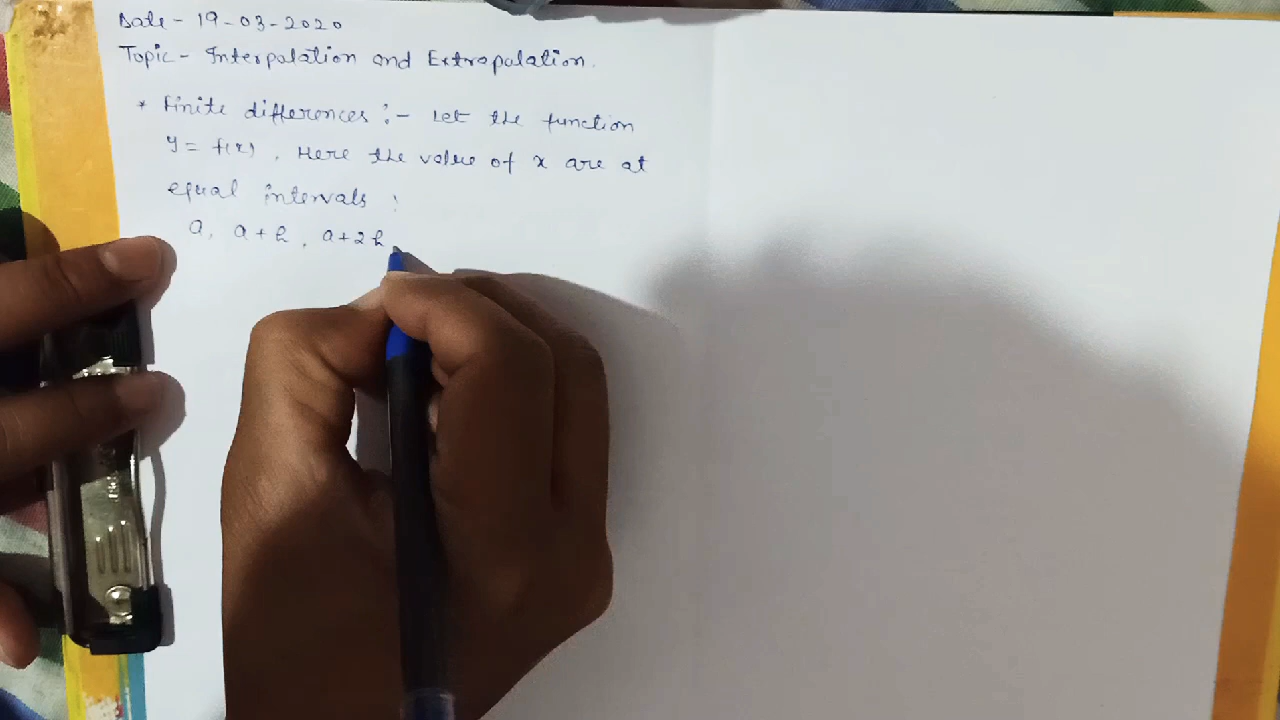 Date - 19-03-2020
Topic - Interpolation and Extrapolation.
* Finite differences :- Let the function
y = f(x), Here the value of x are at
equal intervals :
a, a + h, a + 2h